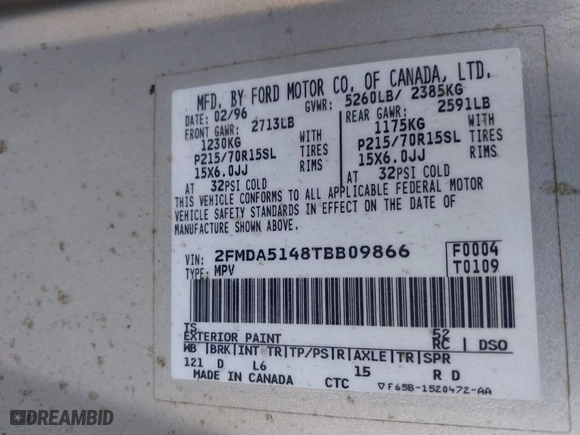 MFD. BY FORD MOTOR CO. OF CANADA, LTD.
DATE: 02/96 GVWR: 5260LB/ 2385KG
FRONT GAWR: 2713LB REAR GAWR: 2591LB
1230KG WITH 1175KG WITH
P215/70R15SL TIRES P215/70R15SL TIRES
15X6.0JJ RIMS 15X6.0JJ RIMS
AT 32PSI COLD AT 32PSI COLD
THIS VEHICLE CONFORMS TO ALL APPLICABLE FEDERAL MOTOR
VEHICLE SAFETY STANDARDS IN EFFECT ON THE DATE OF
MANUFACTURE SHOWN ABOVE.
VIN: 2FMDA5148TBB09866 F0004
TYPE: MPV T0109
TS 52
EXTERIOR PAINT RC DSO
WB BRK INT TR TP/PS R AXLE TR SPR
121 D L6 15 R D
MADE IN CANADA CTC F65B-1520472-AA
DREAMBID